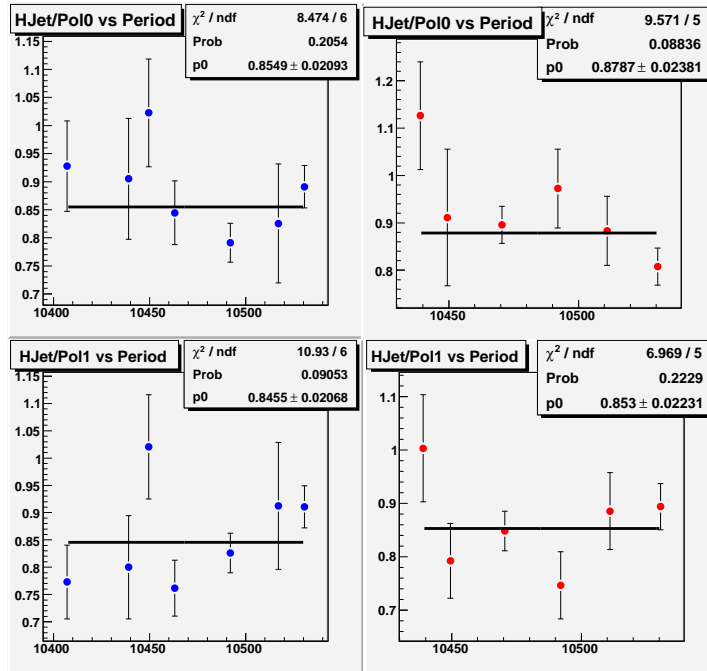 HJet/Pol0 vs Period
χ² / ndf 8.474 / 6
Prob 0.2054
p0 0.8549 ± 0.02093
1.15
1.1
1.05
1
0.95
0.9
0.85
0.8
0.75
0.7
10400 10450 10500
HJet/Pol0 vs Period
χ² / ndf 9.571 / 5
Prob 0.08836
p0 0.8787 ± 0.02381
1.2
1.1
1
0.9
0.8
10450 10500
HJet/Pol1 vs Period
χ² / ndf 10.93 / 6
Prob 0.09053
p0 0.8455 ± 0.02068
1.15
1.1
1.05
1
0.95
0.9
0.85
0.8
0.75
0.7
10400 10450 10500
HJet/Pol1 vs Period
χ² / ndf 6.969 / 5
Prob 0.2229
p0 0.853 ± 0.02231
1.1
1
0.9
0.8
0.7
10450 10500